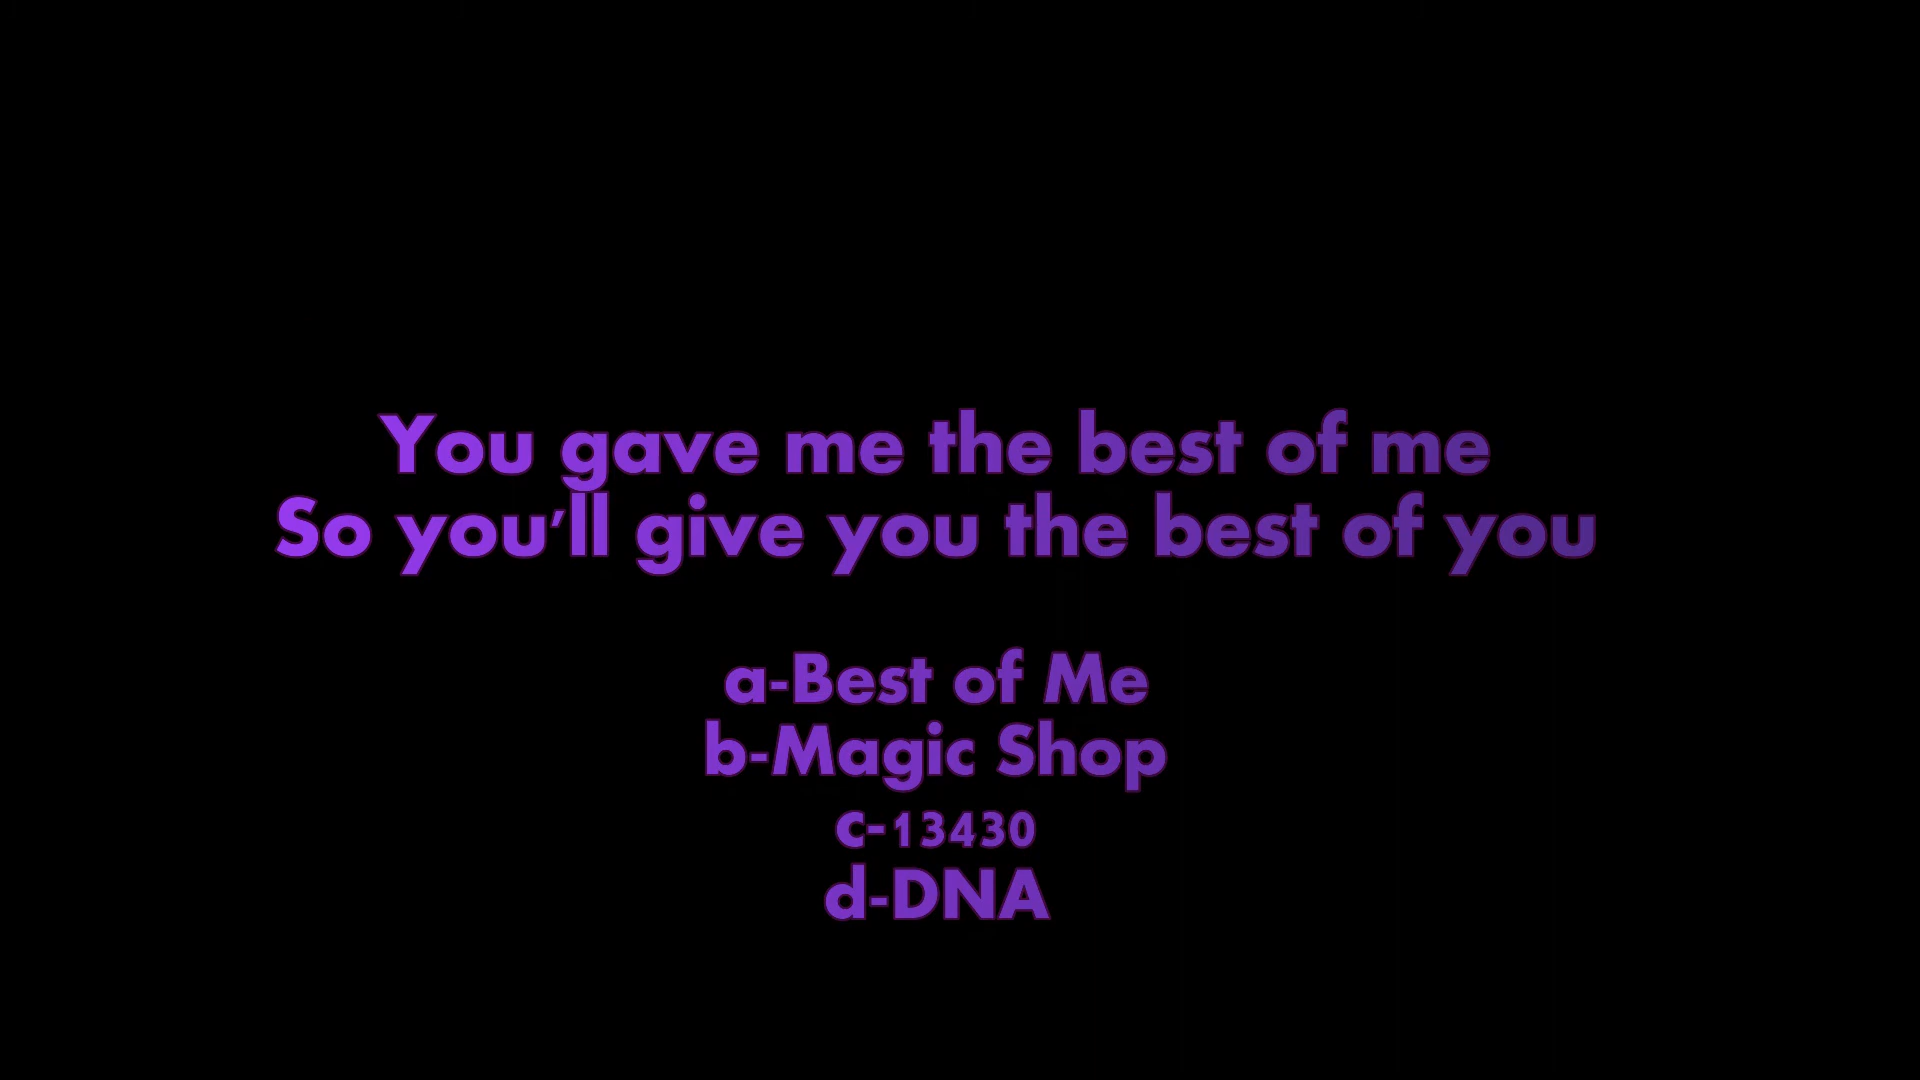 You gave me the best of me
So you'll give you the best of you
a-Best of Me
b-Magic Shop
c-13430
d-DNA